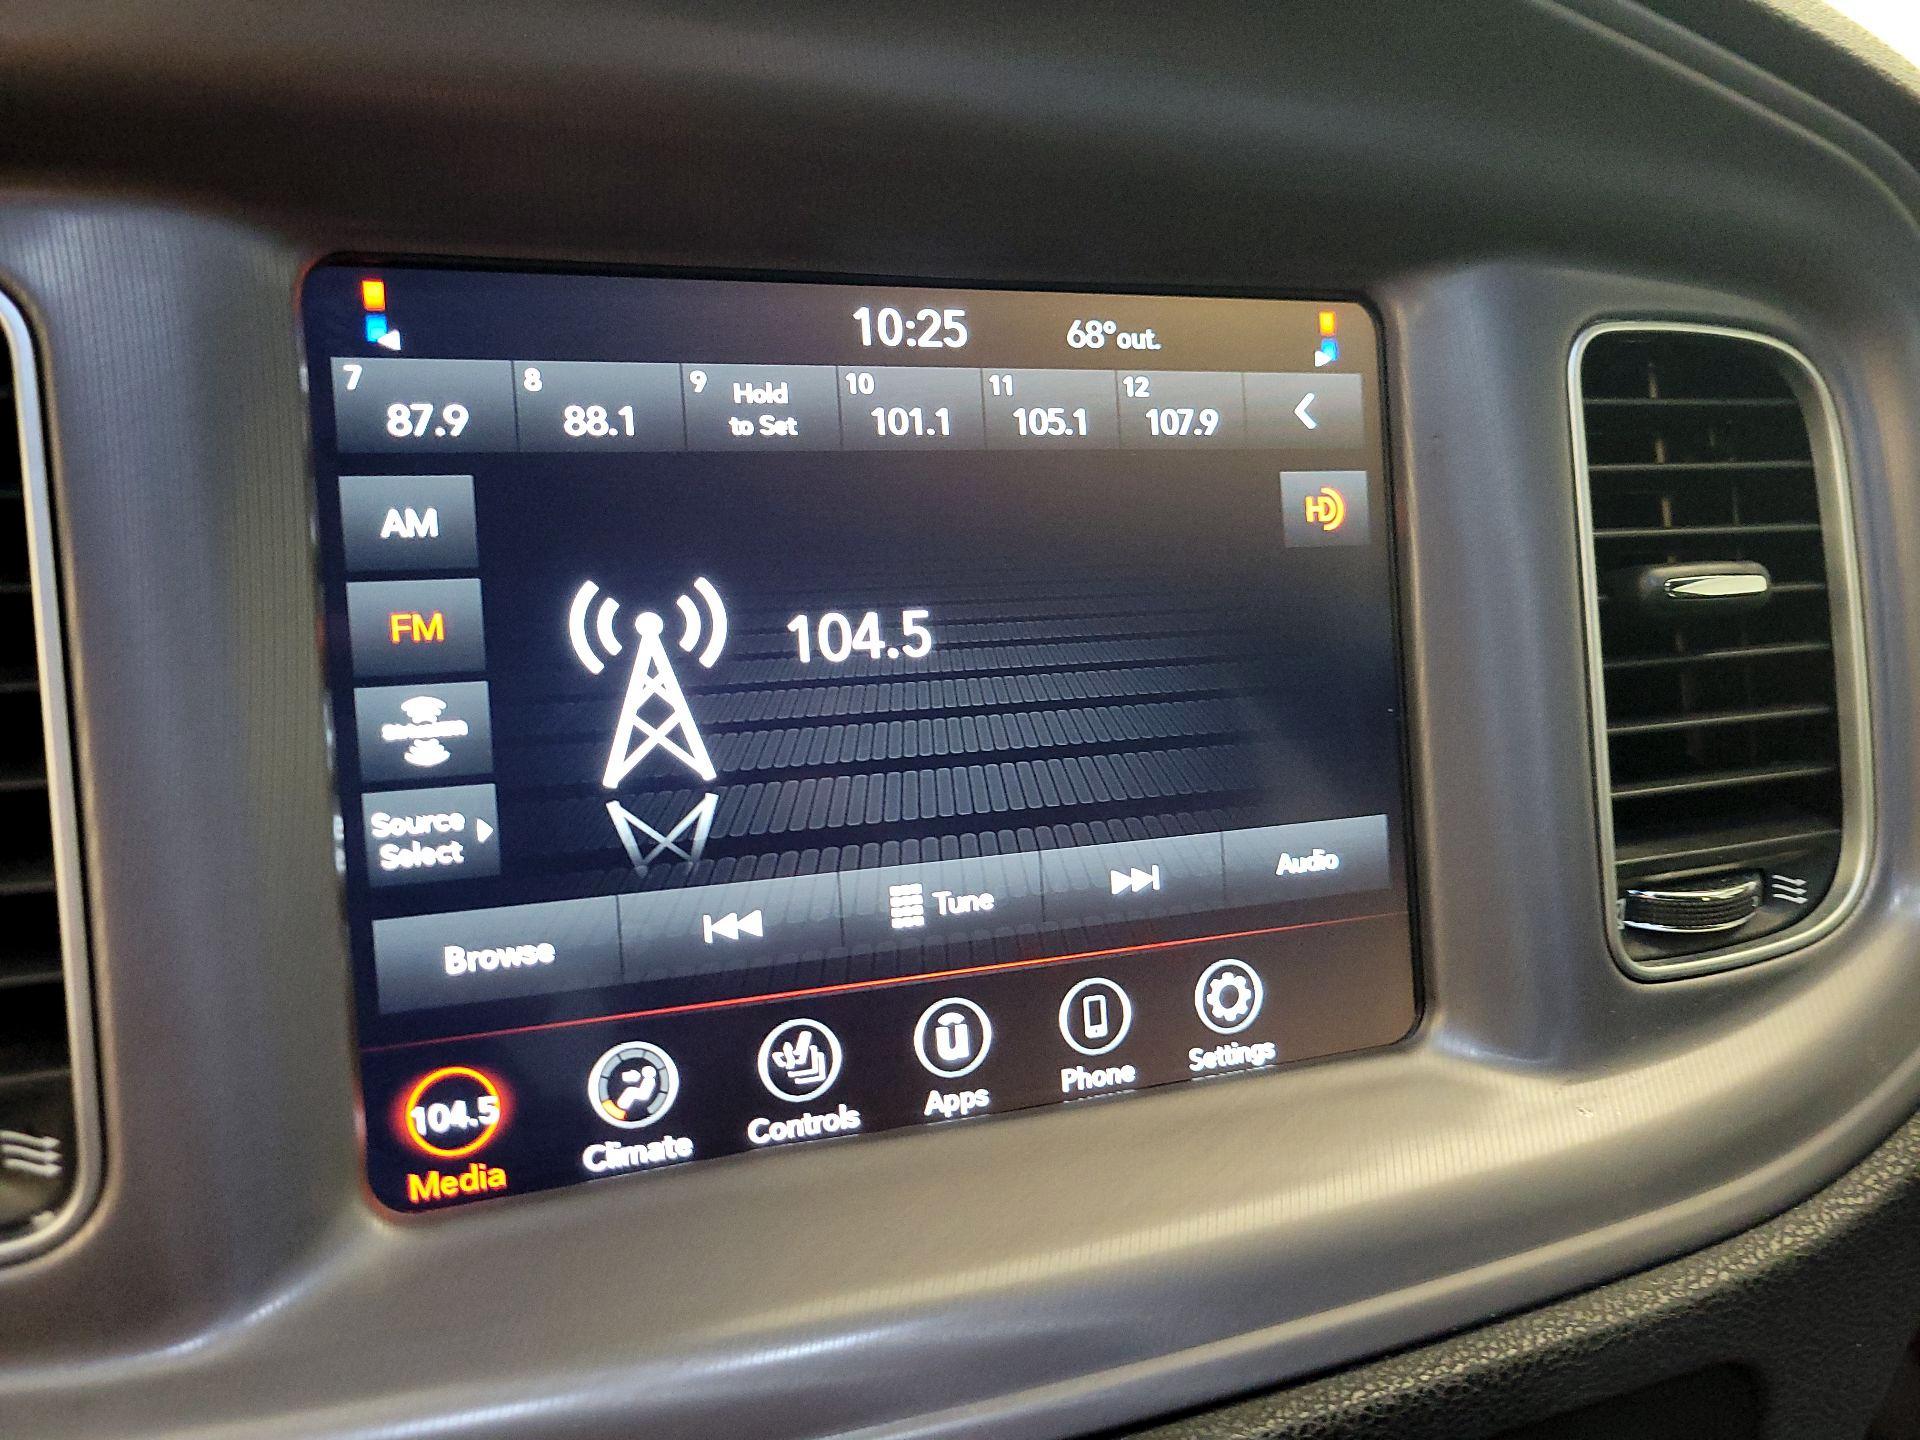 10:25 68° out.
7 8 9 Hold 10 11 12
87.9 88.1 to Set 101.1 105.1 107.9
AM
HD
FM
104.5
Source
Select
Browse Tune Audio
104.5
Media Climate Controls Apps Phone Settings